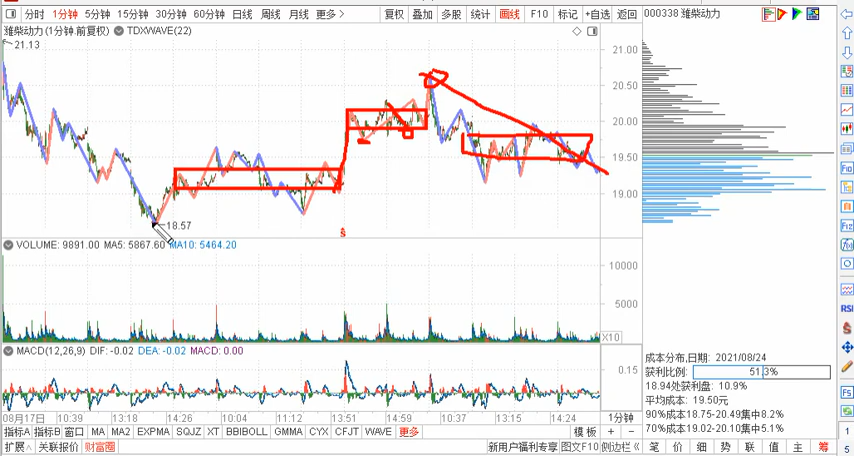 分时 1分钟 5分钟 15分钟 30分钟 60分钟 日线 周线 月线 更多> 复权 叠加 多股 统计 画线 F10 标记 +自选 返回 000338 潍柴动力
潍柴动力(1分钟.前复权) TDXWAVE(22)
21.13
21.00
20.50
20.00
19.50
19.00
18.57
S
VOLUME: 9891.00 MA5: 5867.60 MA10: 5464.20
10000
5000
X10
MACD(12,26,9) DIF: -0.02 DEA: -0.02 MACD: 0.00
0.15
成本分布,日期: 2021/08/24
获利比例: 51.3%
18.94处获利盘: 10.9%
平均成本: 19.50元
90%成本18.75-20.49集中8.2%
70%成本19.02-20.10集中5.1%
08月17日 10:39 13:18 14:26 10:04 11:12 13:51 14:59 10:37 13:15 14:24 1分钟
指标A 指标B 窗口 MA MA2 EXPMA SQJZ XT BBIBOLL GMMA CYX CFJT WAVE 更多 模板 + -
扩展∧ 关联报价 财富圈 新用户福利专享 图文F10 侧边栏 笔 价 细 势 联 值 主 筹
F10
F12
RSI
F5
1
5